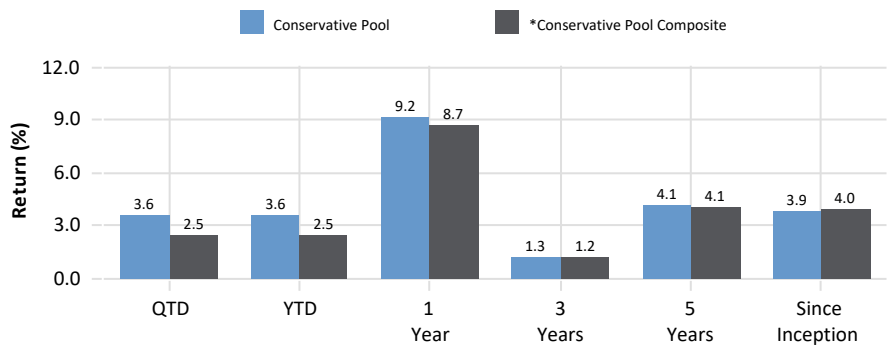 Conservative Pool
*Conservative Pool Composite
Return (%)
12.0
9.0
6.0
3.0
0.0
3.6
2.5
3.6
2.5
9.2
8.7
1.3
1.2
4.1
4.1
3.9
4.0
QTD
YTD
1
Year
3
Years
5
Years
Since
Inception